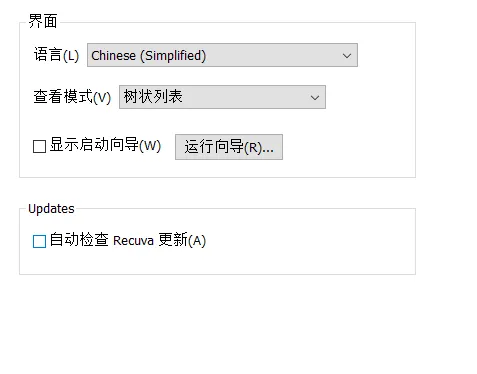 界面
语言(L) Chinese (Simplified)
查看模式(V) 树状列表
显示启动向导(W) 运行向导(R)...
Updates
自动检查 Recuva 更新(A)